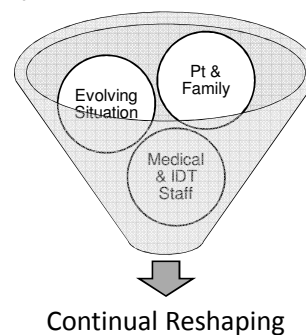 Pt &
Family
Evolving
Situation
Medical
& IDT
Staff
Continual Reshaping